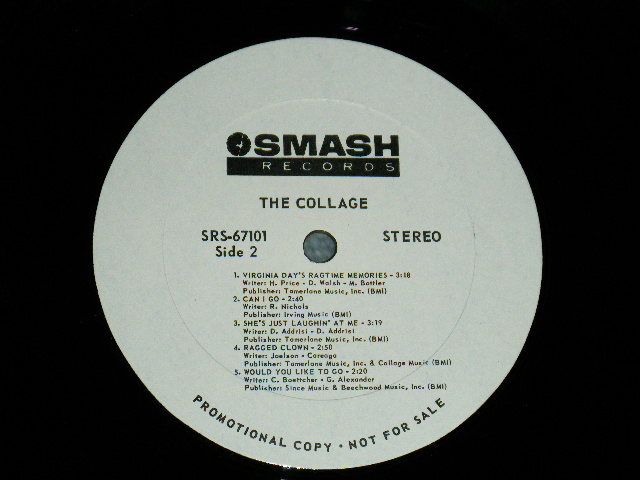 SMASH
RECORDS
THE COLLAGE
SRS-67101 STEREO
Side 2
1. VIRGINIA DAY'S RAGTIME MEMORIES - 3:18
Writer: H. Price - D. Walsh - M. Bottler
Publisher: Tamerlane Music, Inc. (BMI)
2. CAN I GO - 2:40
Writer: R. Nichols
Publisher: Irving Music (BMI)
3. SHE'S JUST LAUGHIN' AT ME - 3:19
Writer: D. Addrisi - D. Addrisi
Publisher: Tamerlane Music, Inc. (BMI)
4. RAGGED CLOWN - 2:50
Writer: Joelson - Careaga
Publisher: Tamerlane Music, Inc. & Collage Music (BMI)
5. WOULD YOU LIKE TO GO - 2:20
Writer: C. Boettcher - G. Alexander
Publisher: Since Music & Beechwood Music, Inc. (BMI)
PROMOTIONAL COPY • NOT FOR SALE